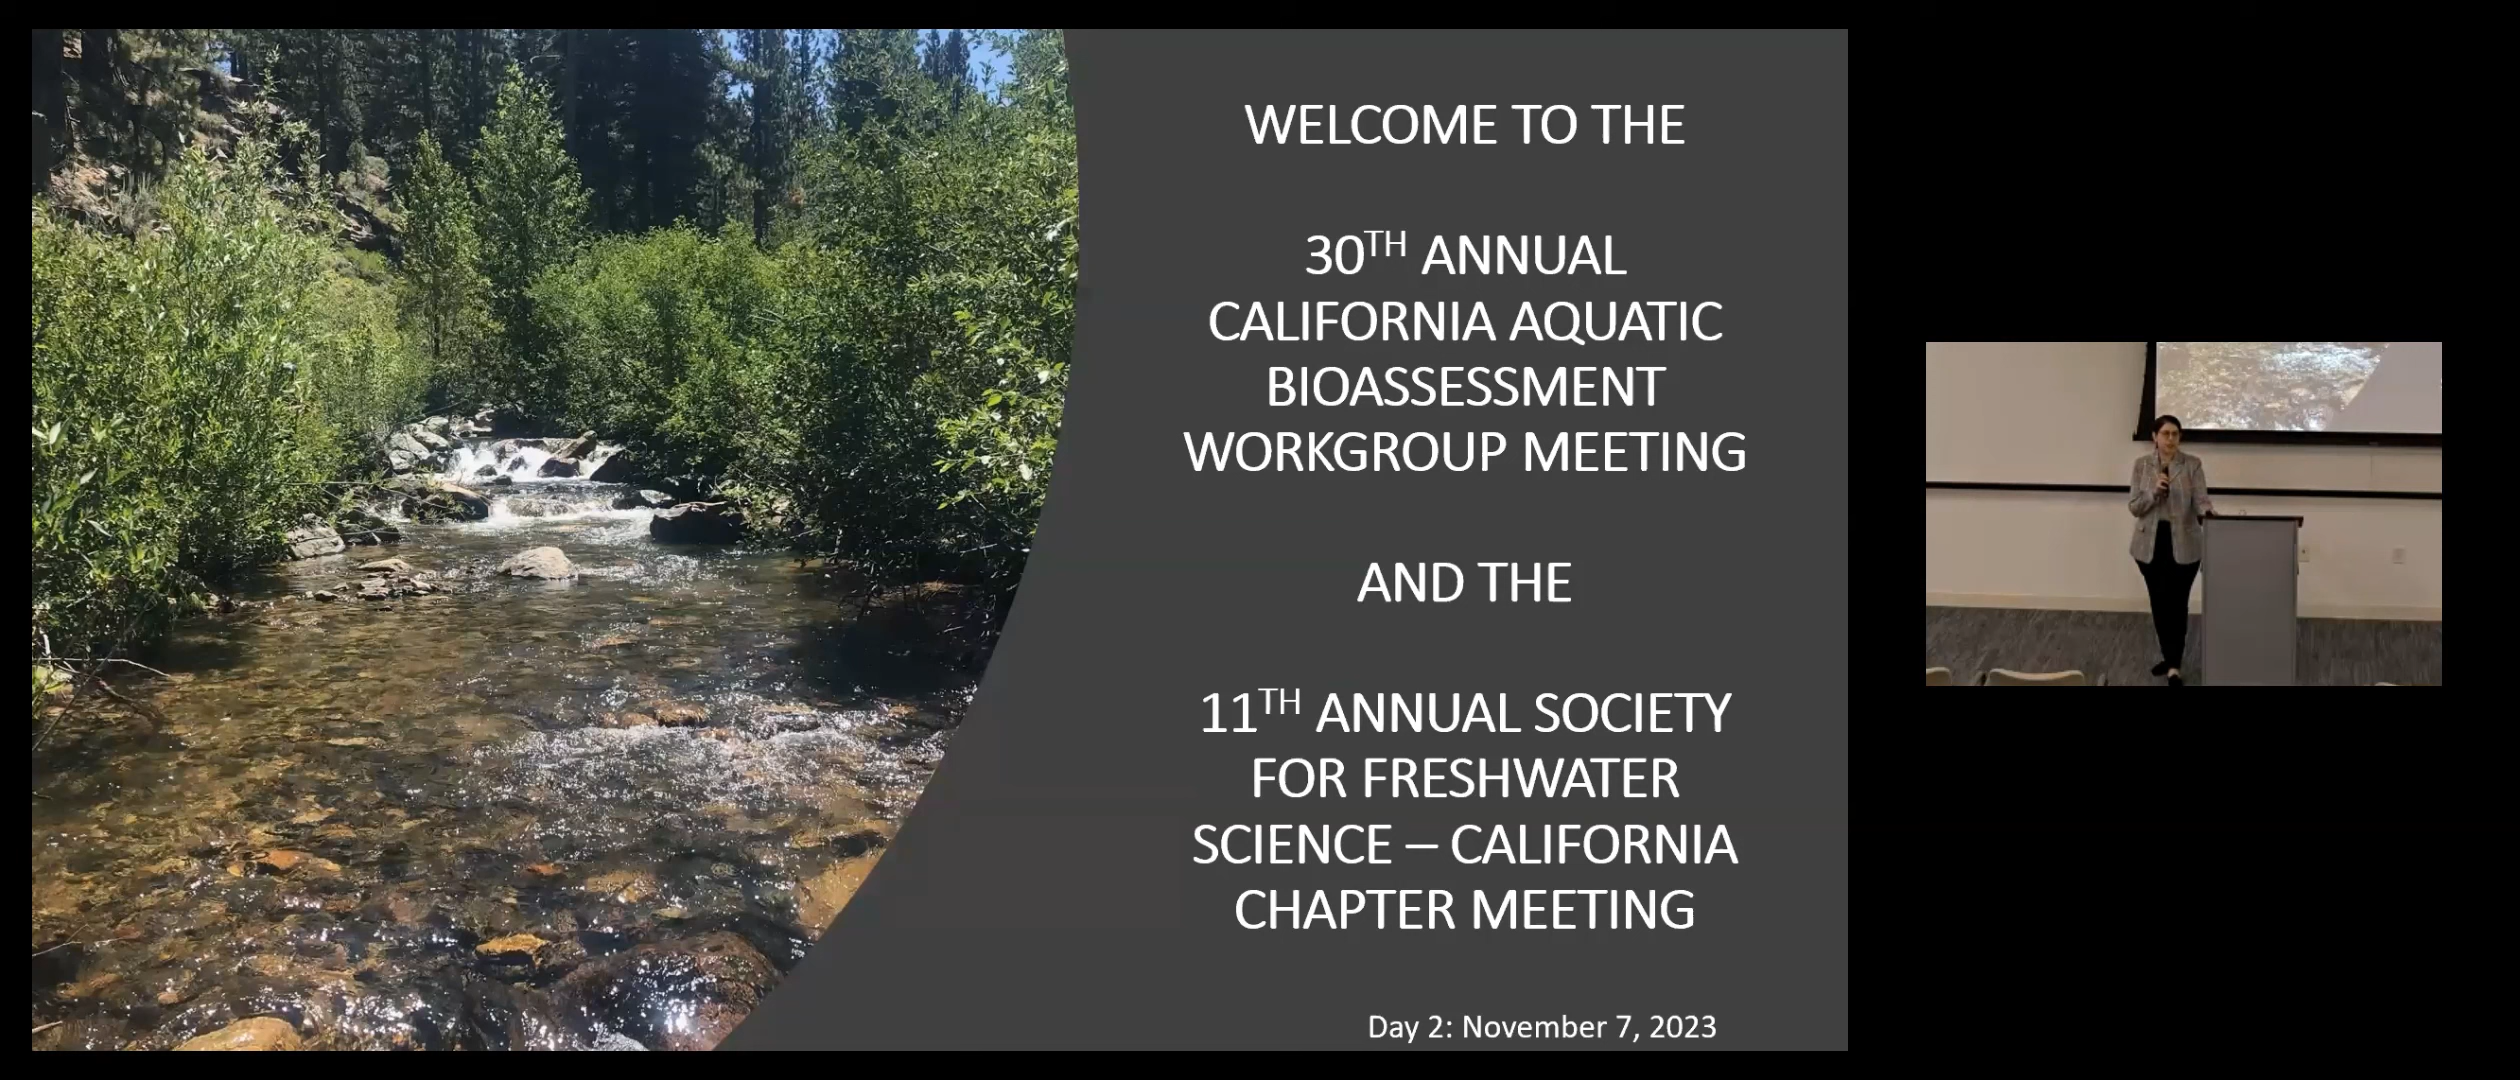 WELCOME TO THE
30TH ANNUAL
CALIFORNIA AQUATIC
BIOASSESSMENT
WORKGROUP MEETING
AND THE
11TH ANNUAL SOCIETY
FOR FRESHWATER
SCIENCE – CALIFORNIA
CHAPTER MEETING
Day 2: November 7, 2023